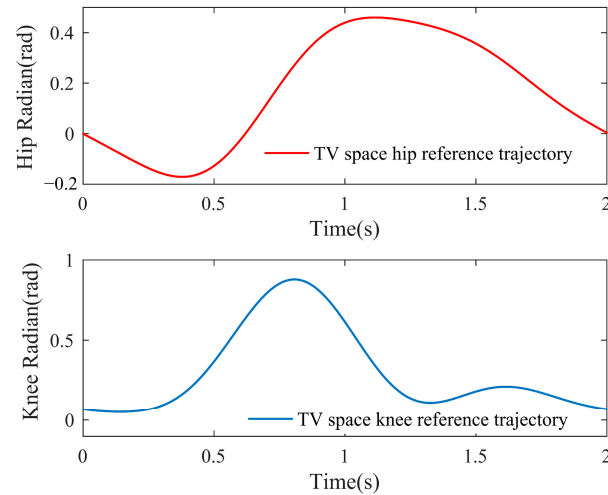 0.4
0
−0.2
Hip Radian(rad)
TV space hip reference trajectory
0 0.5 1 1.5 2
Time(s)
1
0.5
0
Knee Radian(rad)
TV space knee reference trajectory
0 0.5 1 1.5 2
Time(s)